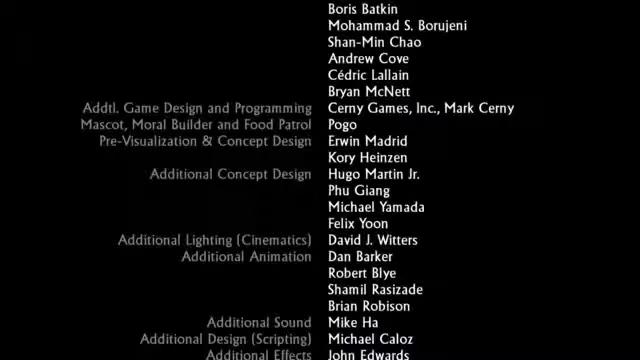 Boris Batkin
Mohammad S. Borujeni
Shan-Min Chao
Andrew Cove
Cédric Lallain
Bryan McNett
Addtl. Game Design and Programming Cerny Games, Inc., Mark Cerny
Mascot, Moral Builder and Food Patrol Pogo
Pre-Visualization & Concept Design Erwin Madrid
Kory Heinzen
Additional Concept Design Hugo Martin Jr.
Phu Giang
Michael Yamada
Felix Yoon
Additional Lighting (Cinematics) David J. Witters
Additional Animation Dan Barker
Robert Blye
Shamil Rasizade
Brian Robison
Additional Sound Mike Ha
Additional Design (Scripting) Michael Caloz
Additional Effects John Edwards